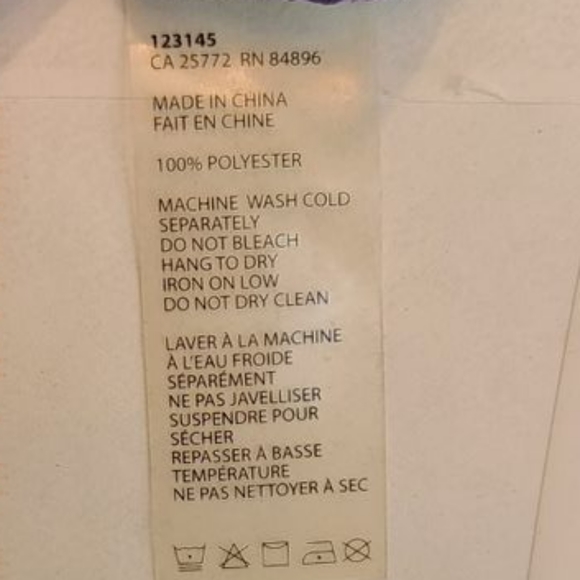 123145
CA 25772 RN 84896
MADE IN CHINA
FAIT EN CHINE
100% POLYESTER
MACHINE WASH COLD
SEPARATELY
DO NOT BLEACH
HANG TO DRY
IRON ON LOW
DO NOT DRY CLEAN
LAVER À LA MACHINE
À L'EAU FROIDE
SÉPARÉMENT
NE PAS JAVELLISER
SUSPENDRE POUR
SÉCHER
REPASSER À BASSE
TEMPÉRATURE
NE PAS NETTOYER À SEC